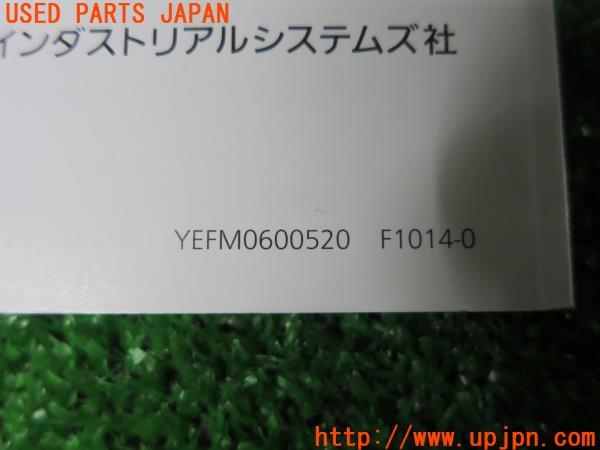 USED PARTS JAPAN
インダストリアルシステムズ社
YEFM0600520 F1014-0
http://www.upjpn.com